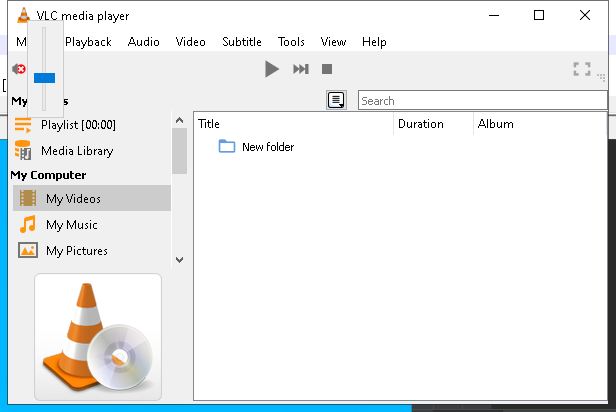 VLC media player
M Playback Audio Video Subtitle Tools View Help
[
My s
Search
Playlist [00:00]
Media Library
My Computer
My Videos
My Music
My Pictures
Title Duration Album
New folder